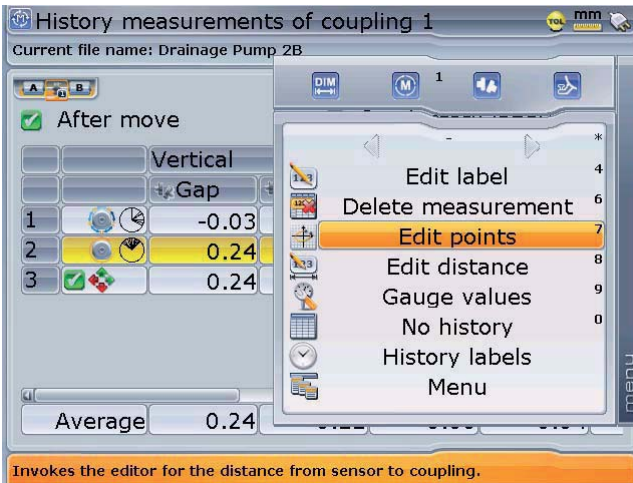 History measurements of coupling 1
TOL mm
Current file name: Drainage Pump 2B
A B
DIM
M 1
After move
- *
Vertical
Edit label 4
Gap
Delete measurement 6
1 -0.03
Edit points 7
2 0.24
Edit distance 8
3 0.24
Gauge values 9
No history 0
History labels
Menu
menu
Average 0.24
Invokes the editor for the distance from sensor to coupling.